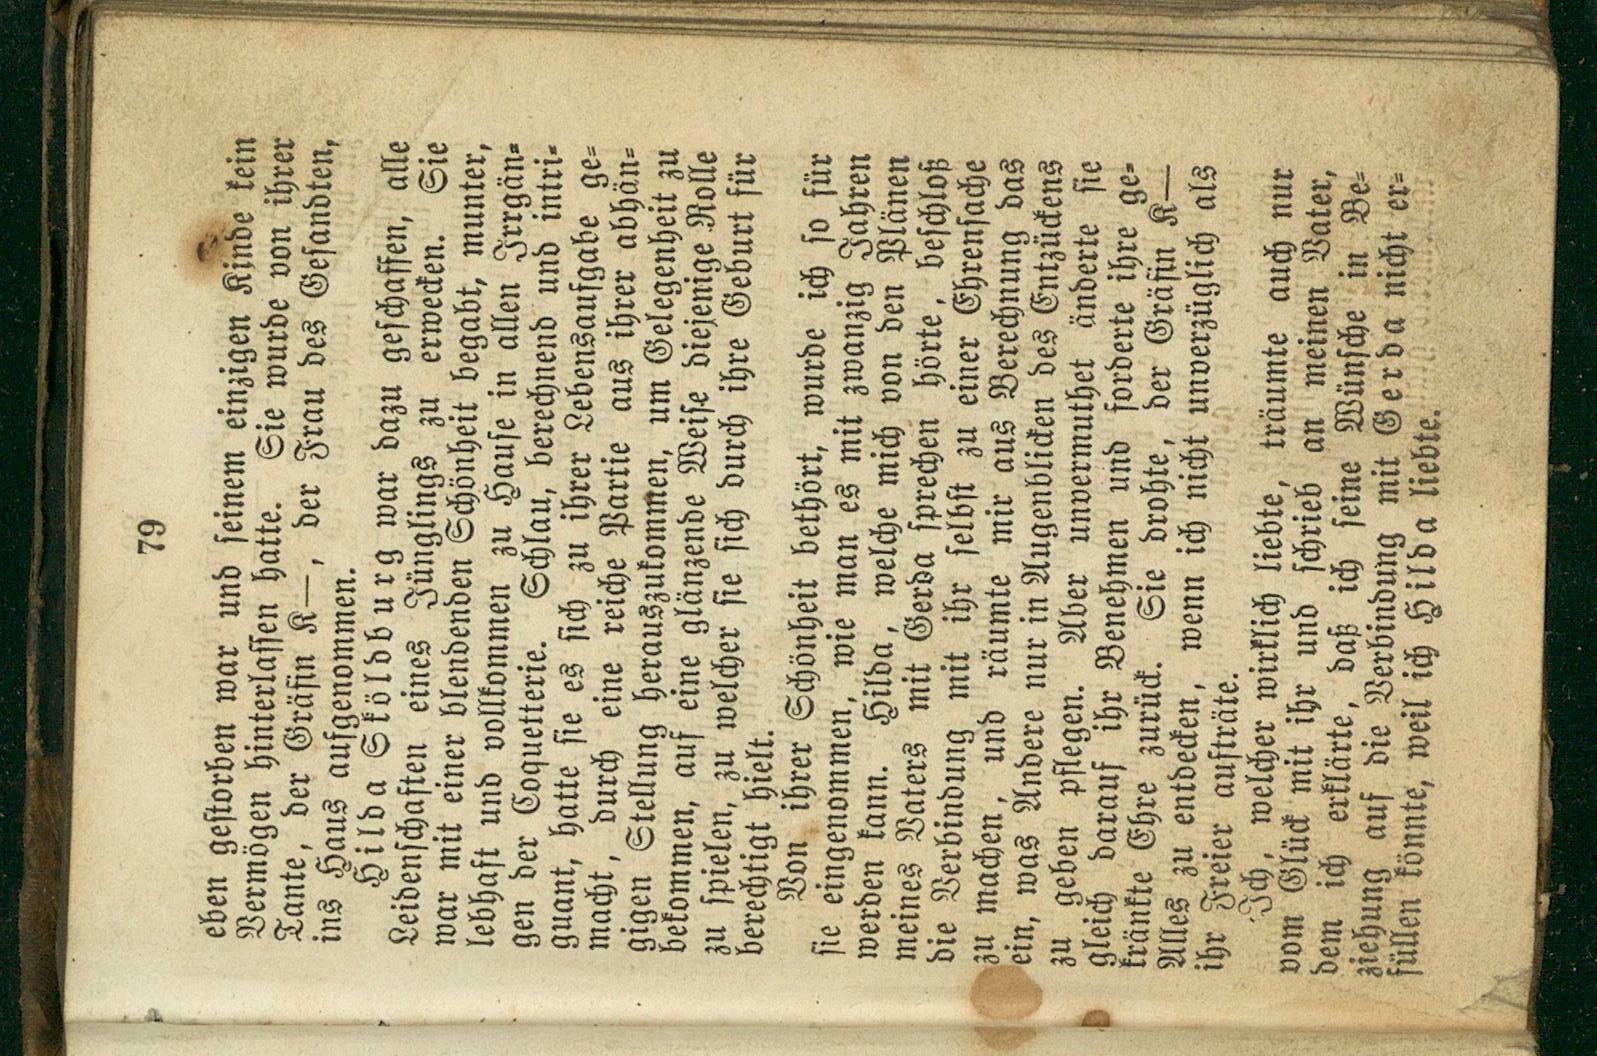 79
eben gestorben war und seinem einzigen Kinde kein
Vermögen hinterlassen hatte. Sie wurde von ihrer
Tante, der Gräfin K—, der Frau des Gesandten,
ins Haus aufgenommen.
Hilda Sköldburg war dazu geschaffen, alle
Leidenschaften eines Jünglings zu erwecken. Sie
war mit einer blendenden Schönheit begabt, munter,
lebhaft und vollkommen zu Hause in allen Irrgän-
gen der Coquetterie. Schlau, berechnend und intri-
guant, hatte sie es sich zu ihrer Lebensaufgabe ge-
macht, durch eine reiche Partie aus ihrer abhän-
gigen Stellung herauszukommen, um Gelegenheit zu
bekommen, auf eine glänzende Weise diejenige Rolle
zu spielen, zu welcher sie sich durch ihre Geburt für
berechtigt hielt.
Von ihrer Schönheit bethört, wurde ich so für
sie eingenommen, wie man es mit zwanzig Jahren
werden kann. Hilda, welche mich von den Plänen
meines Vaters mit Gerda sprechen hörte, beschloß
die Verbindung mit ihr selbst zu einer Ehrensache
zu machen, und räumte mir aus Berechnung das
ein, was Andere nur in Augenblicken des Entzückens
zu geben pflegen. Aber unvermuthet änderte sie
gleich darauf ihr Benehmen und forderte ihre ge-
kränkte Ehre zurück. Sie drohte, der Gräfin K—
Alles zu entdecken, wenn ich nicht unverzüglich als
ihr Freier aufträte.
Ich, welcher wirklich liebte, träumte auch nur
vom Glück mit ihr und schrieb an meinen Vater,
dem ich erklärte, daß ich seine Wünsche in Be-
ziehung auf die Verbindung mit Gerda nicht er-
füllen könnte, weil ich Hilda liebte.